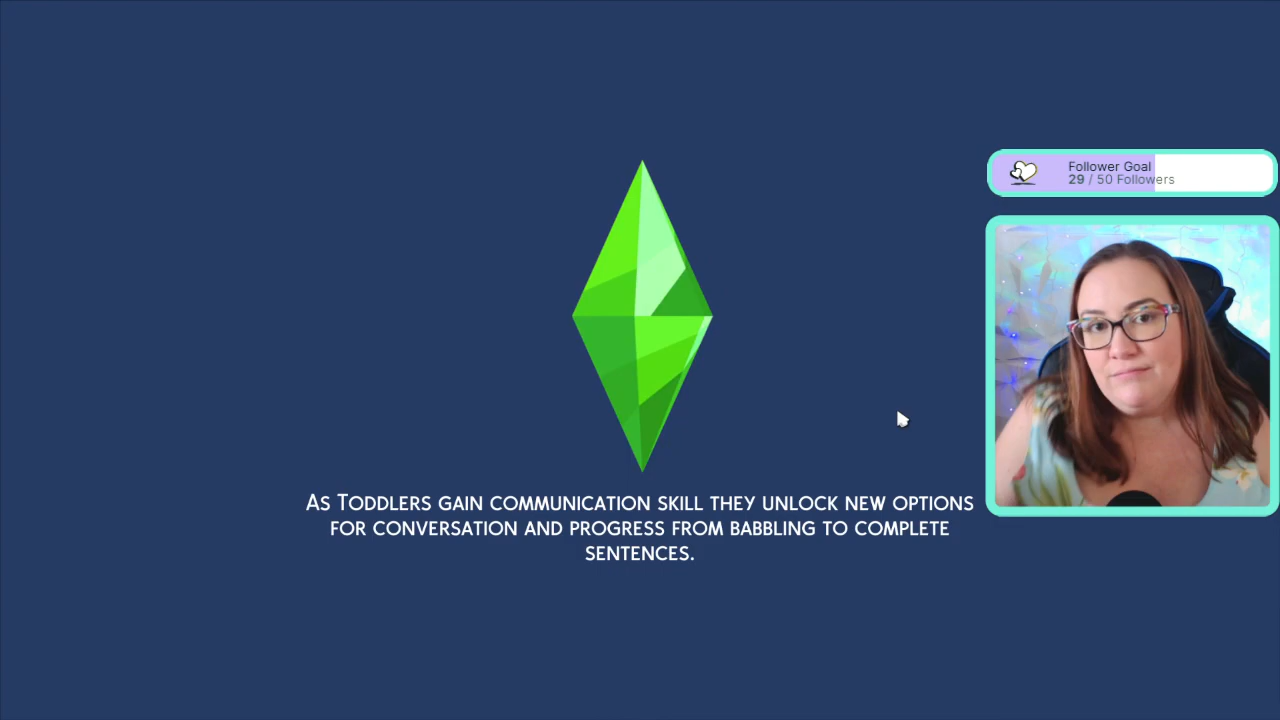 Follower Goal
29 / 50 Followers
AS TODDLERS GAIN COMMUNICATION SKILL THEY UNLOCK NEW OPTIONS
FOR CONVERSATION AND PROGRESS FROM BABBLING TO COMPLETE
SENTENCES.